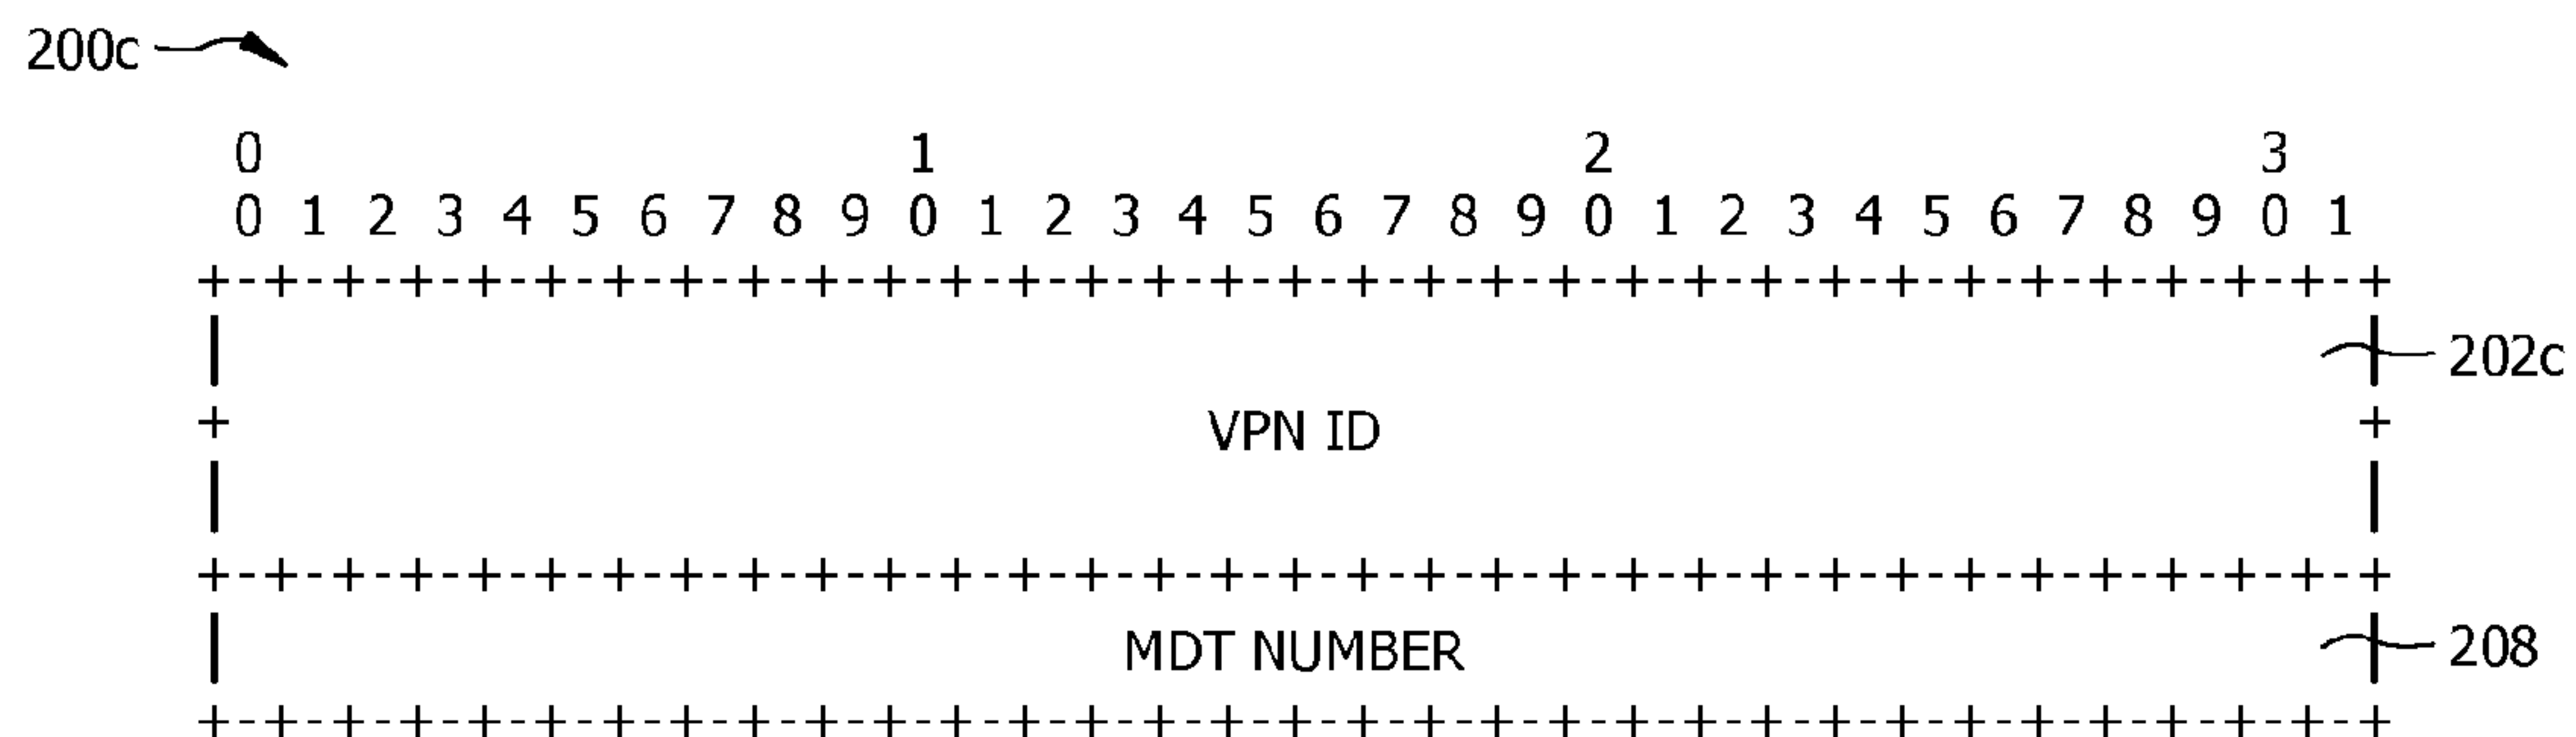 200c
0 1 2 3
0 1 2 3 4 5 6 7 8 9 0 1 2 3 4 5 6 7 8 9 0 1 2 3 4 5 6 7 8 9 0 1
+-+-+-+-+-+-+-+-+-+-+-+-+-+-+-+-+-+-+-+-+-+-+-+-+-+-+-+-+-+-+-+-+
| | 202c
+ VPN ID +
| |
+-+-+-+-+-+-+-+-+-+-+-+-+-+-+-+-+-+-+-+-+-+-+-+-+-+-+-+-+-+-+-+-+
| MDT NUMBER | 208
+-+-+-+-+-+-+-+-+-+-+-+-+-+-+-+-+-+-+-+-+-+-+-+-+-+-+-+-+-+-+-+-+